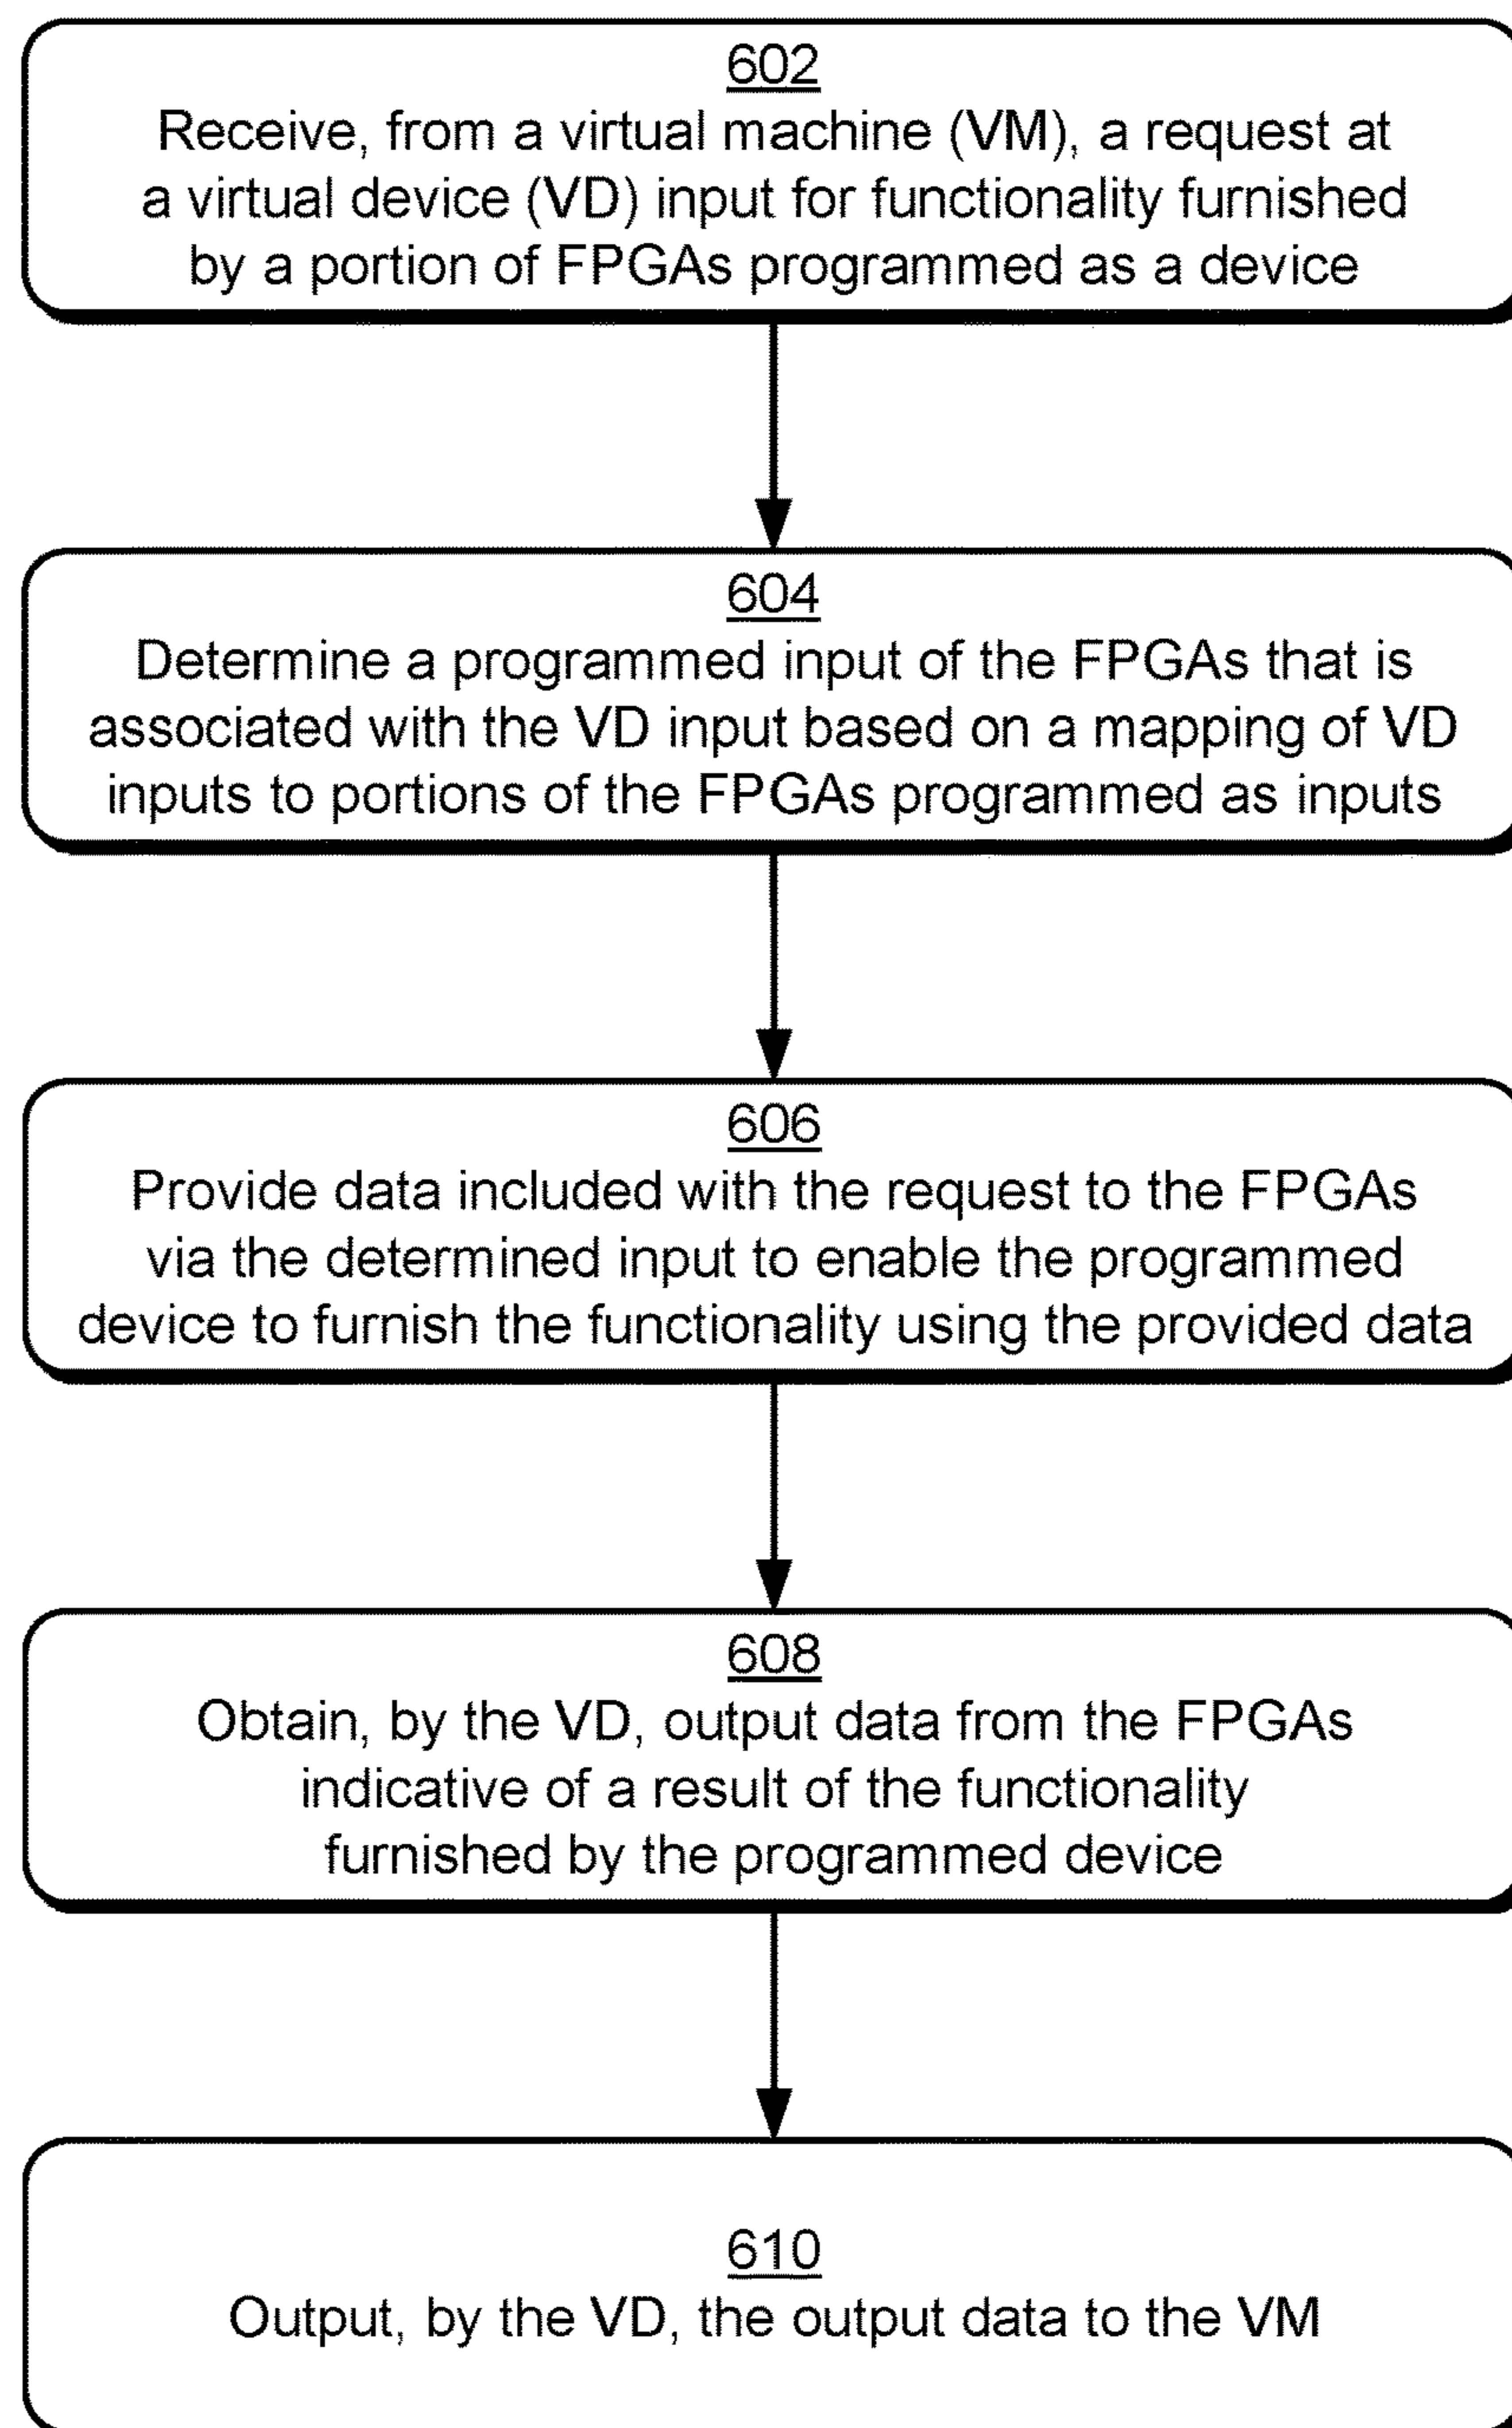 602
Receive, from a virtual machine (VM), a request at
a virtual device (VD) input for functionality furnished
by a portion of FPGAs programmed as a device
604
Determine a programmed input of the FPGAs that is
associated with the VD input based on a mapping of VD
inputs to portions of the FPGAs programmed as inputs
606
Provide data included with the request to the FPGAs
via the determined input to enable the programmed
device to furnish the functionality using the provided data
608
Obtain, by the VD, output data from the FPGAs
indicative of a result of the functionality
furnished by the programmed device
610
Output, by the VD, the output data to the VM